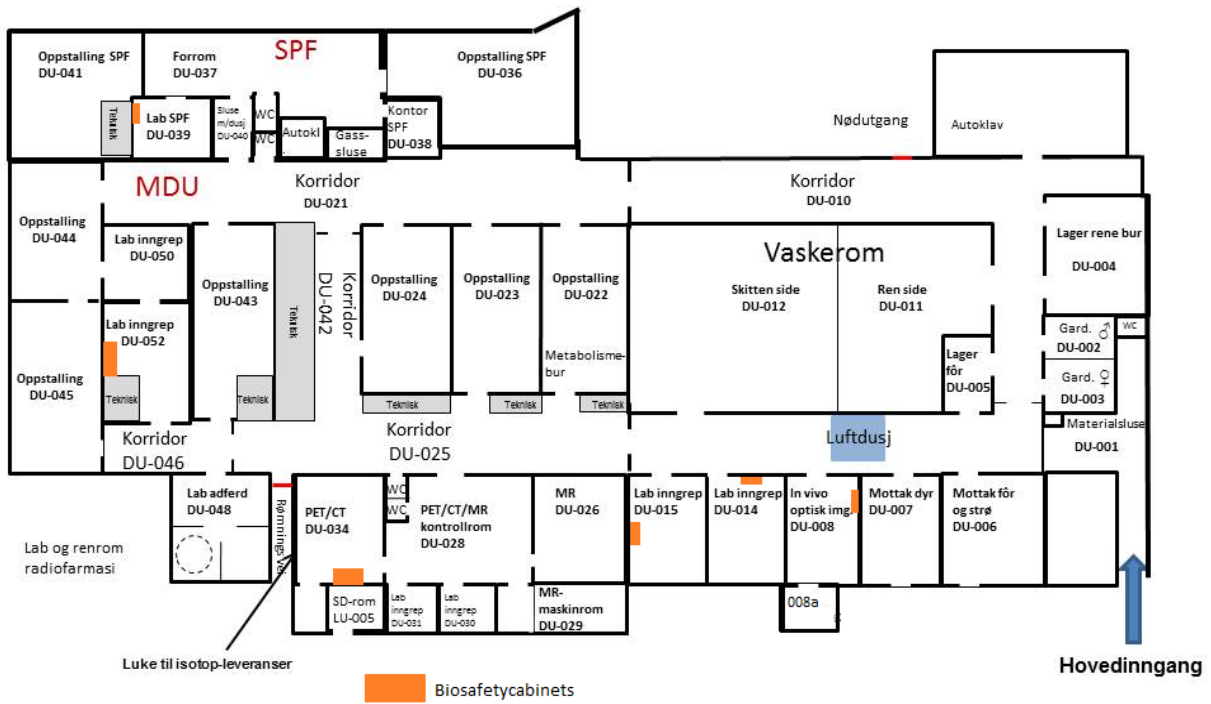 Oppstalling SPF
DU-041
Forrom
DU-037
SPF
Oppstalling SPF
DU-036
Teknisk
Lab SPF
DU-039
Sluse
m/dusj
DU-040
WC
WC
Autokl
.
Gass-
sluse
Kontor
SPF
DU-038
Nødutgang
Autoklav
MDU
Korridor
DU-021
Korridor
DU-010
Oppstalling
DU-044
Lab inngrep
DU-050
Oppstalling
DU-043
Teknisk
Korridor
DU-042
Oppstalling
DU-024
Oppstalling
DU-023
Oppstalling
DU-022
Metabolisme-
bur
Vaskerom
Skitten side
DU-012
Ren side
DU-011
Lager rene bur
DU-004
Lab inngrep
DU-052
Oppstalling
DU-045
Teknisk
Teknisk
Teknisk
Teknisk
Teknisk
Lager
fôr
DU-005
Gard. ♂
DU-002
WC
Gard. ♀
DU-003
Materialsluse
DU-001
Korridor
DU-046
Korridor
DU-025
Luftdusj
Lab adferd
DU-048
Rømningsvei
PET/CT
DU-034
WC
WC
PET/CT/MR
kontrollrom
DU-028
MR
DU-026
Lab inngrep
DU-015
Lab inngrep
DU-014
In vivo
optisk img.
DU-008
Mottak dyr
DU-007
Mottak fôr
og strø
DU-006
Lab og renrom
radiofarmasi
SD-rom
LU-005
Lab
inngrep
DU-031
Lab
inngrep
DU-030
MR-
maskinrom
DU-029
008a
Luke til isotop-leveranser
Hovedinngang
Biosafetycabinets